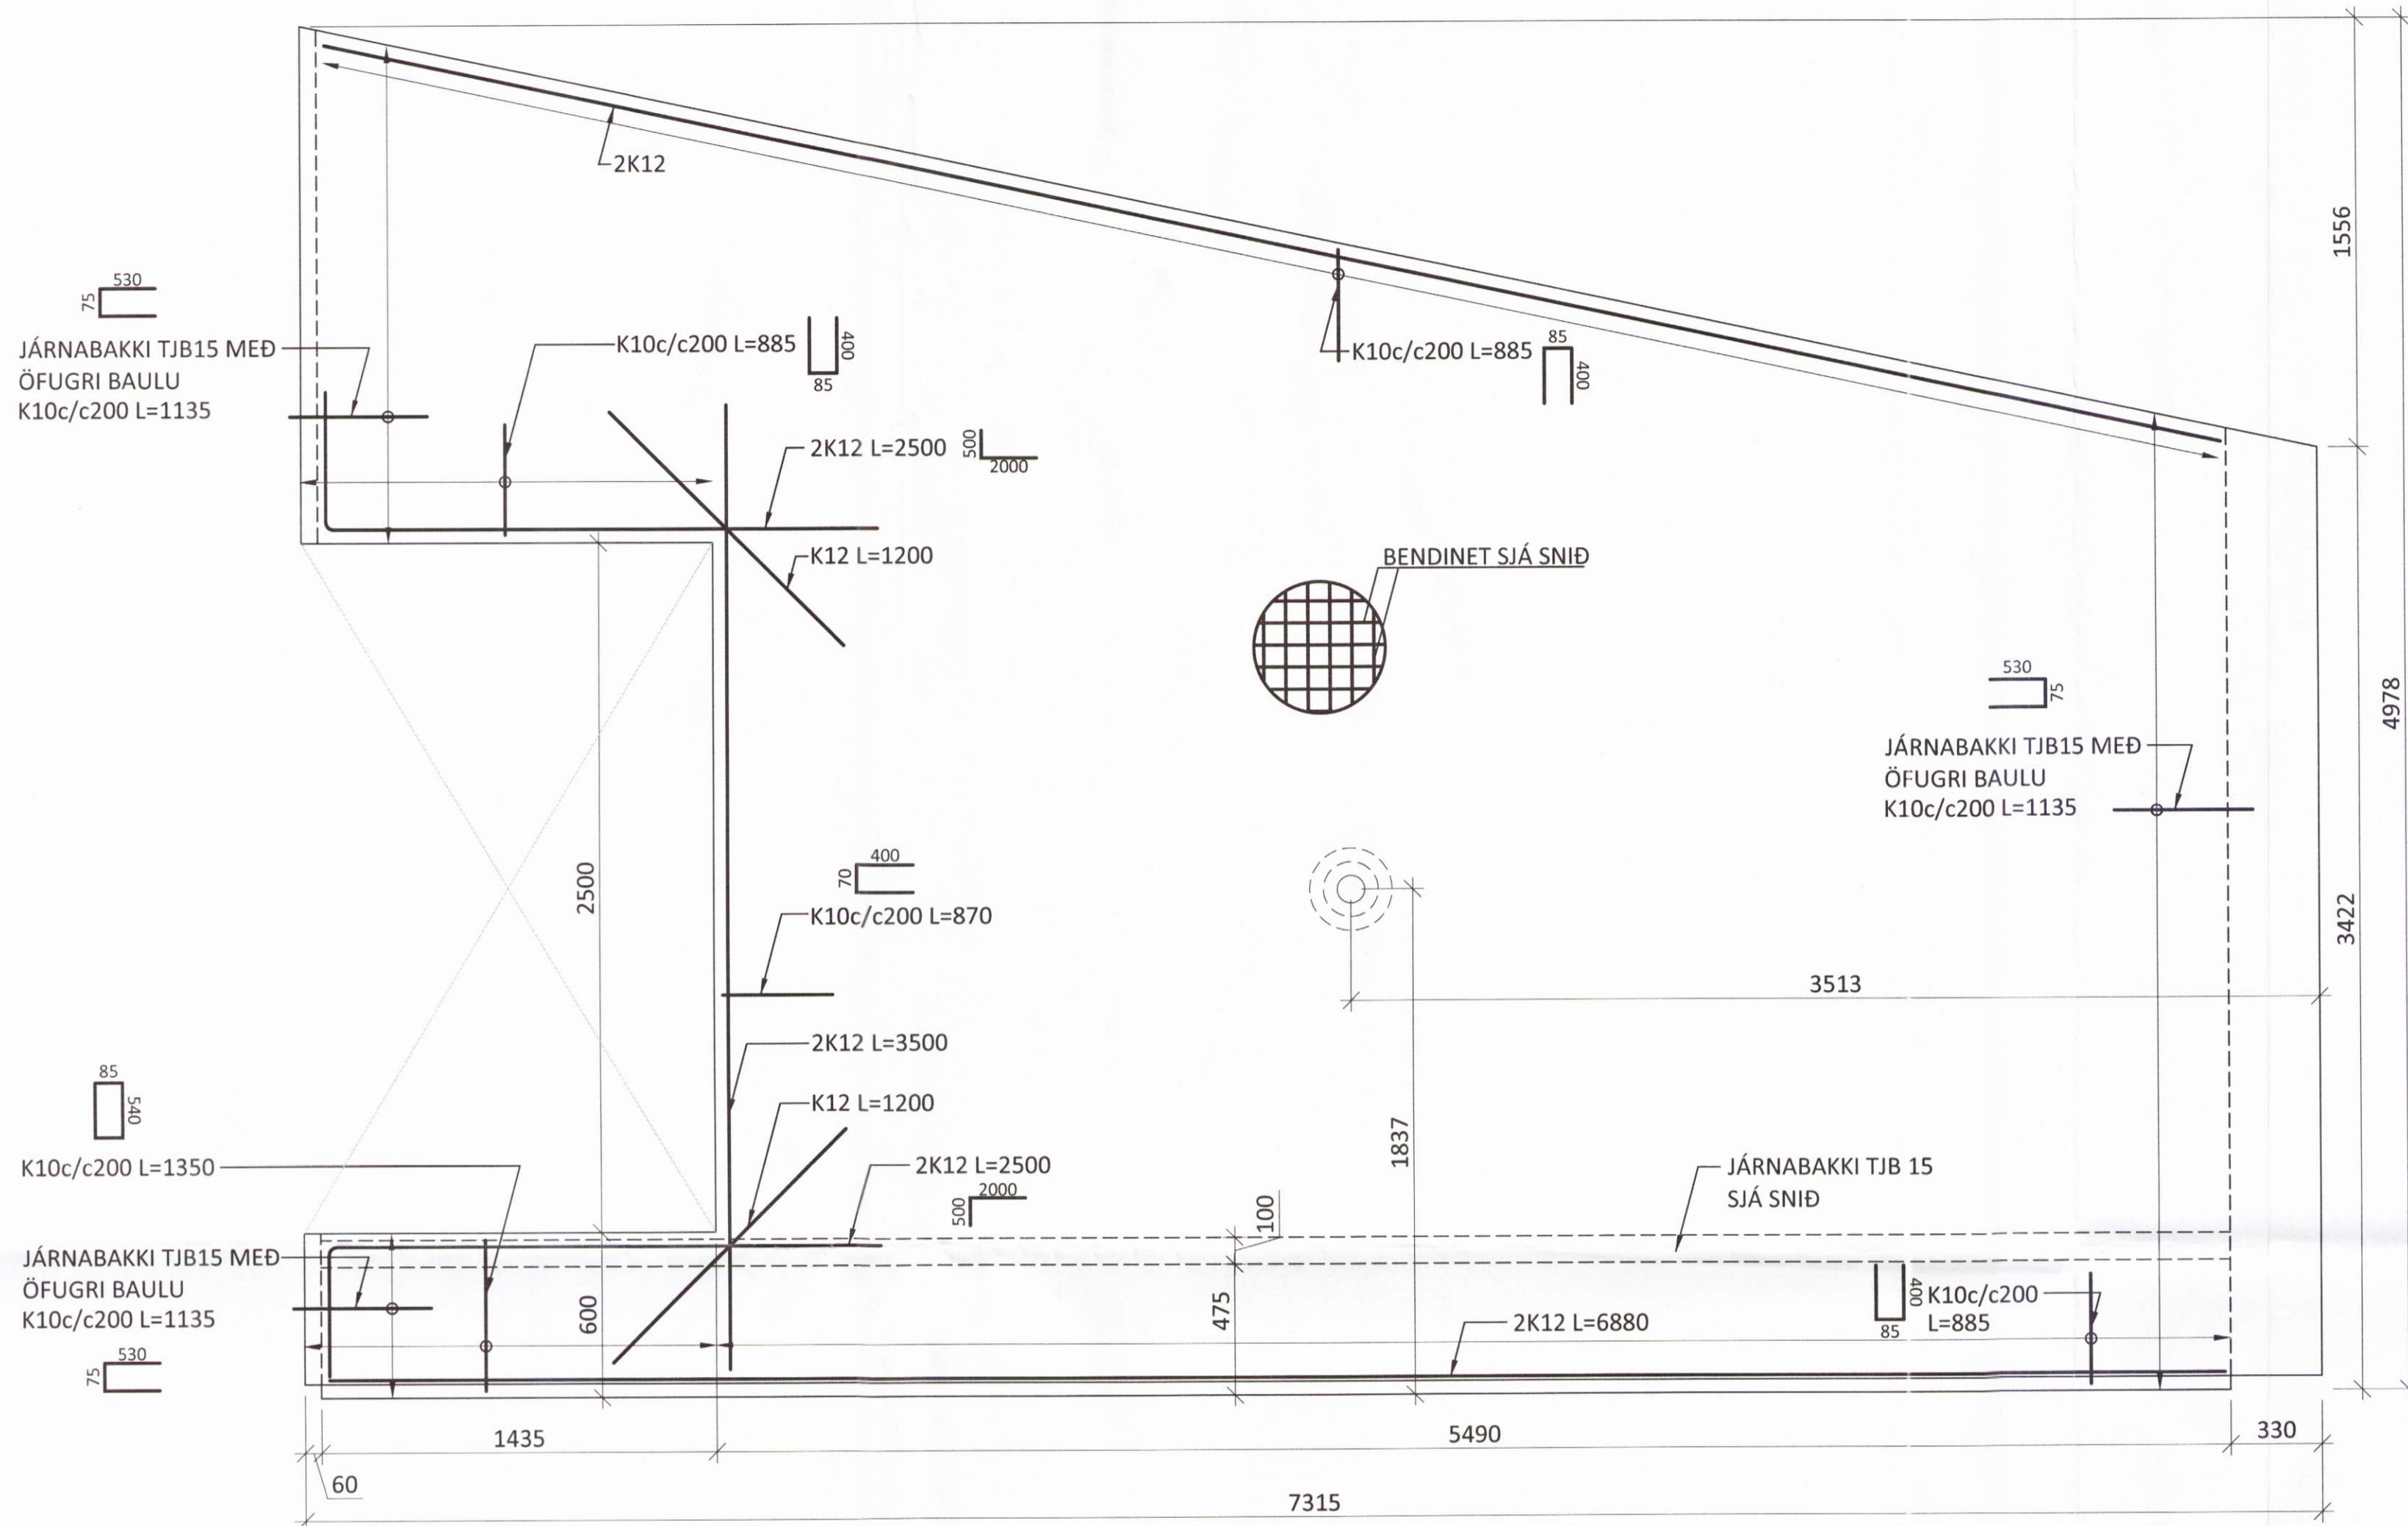 2K12
1556
530
75
JÁRNABAKKI TJB15 MEÐ
ÖFUGRI BAULU
K10c/c200 L=1135
K10c/c200 L=885
400
85
K10c/c200 L=885
85
400
2K12 L=2500
500
2000
K12 L=1200
BENDINET SJÁ SNIÐ
530
75
4978
JÁRNABAKKI TJB15 MEÐ
ÖFUGRI BAULU
K10c/c200 L=1135
2500
400
70
K10c/c200 L=870
3422
3513
2K12 L=3500
85
540
K10c/c200 L=1350
K12 L=1200
1837
2K12 L=2500
2000
500
100
JÁRNABAKKI TJB 15
SJÁ SNIÐ
JÁRNABAKKI TJB15 MEÐ
ÖFUGRI BAULU
K10c/c200 L=1135
530
75
600
475
2K12 L=6880
400
85
K10c/c200
L=885
1435
5490
330
60
7315